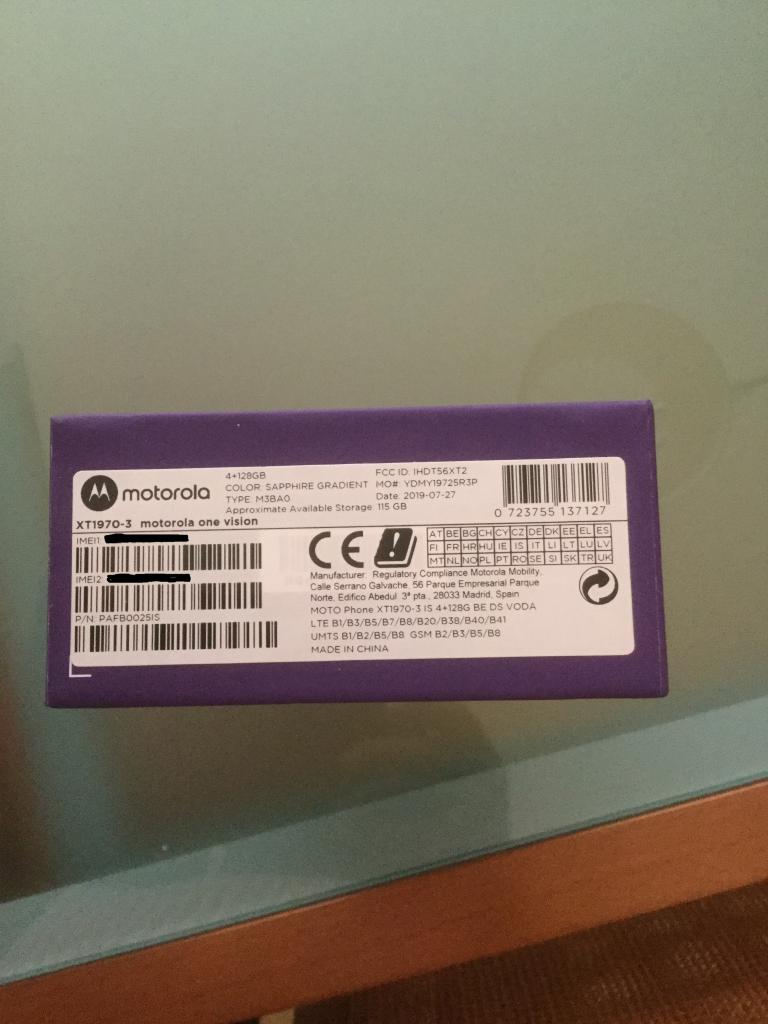 motorola
4+128GB
COLOR: SAPPHIRE GRADIENT
TYPE: M3BA0
Approximate Available Storage: 115 GB
FCC ID: IHDT56XT2
MO#: YDMY19725R3P
Date: 2019-07-27
0 723755 137127
XT1970-3 motorola one vision
IMEI1:
IMEI2:
P/N: PAFB0025IS
CE
AT BE BG CH CY CZ DE DK EE EL ES
FI FR HR HU IE IS IT LI LT LU LV
MT NL NO PL PT RO SE SI SK TR UK
Manufacturer: Regulatory Compliance Motorola Mobility,
Calle Serrano Galvache, 56 Parque Empresarial Parque
Norte, Edifico Abedul 3ª pta., 28033 Madrid, Spain
MOTO Phone XT1970-3 IS 4+128G BE DS VODA
LTE B1/B3/B5/B7/B8/B20/B38/B40/B41
UMTS B1/B2/B5/B8 GSM B2/B3/B5/B8
MADE IN CHINA